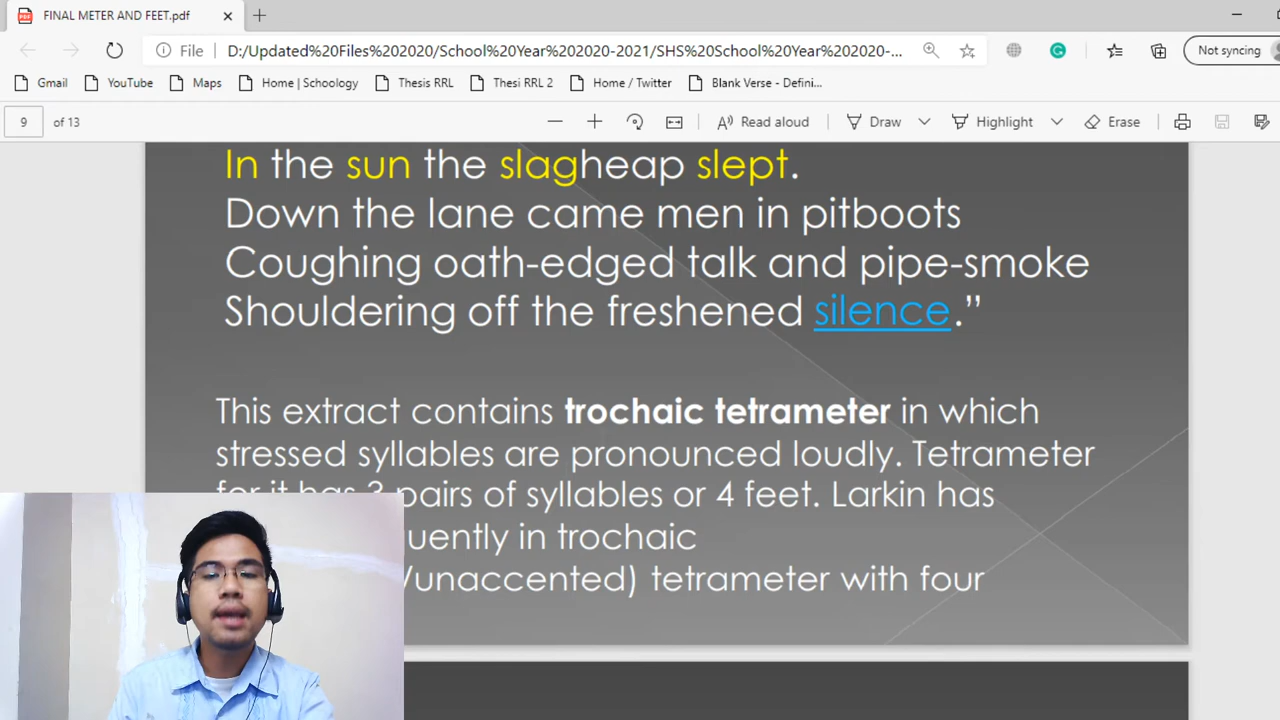 FINAL METER AND FEET.pdf
File D:/Updated%20Files%202020/School%20Year%202020-2021/SHS%20School%20Year%202020-...
Not syncing
Gmail YouTube Maps Home | Schoology Thesis RRL Thesi RRL 2 Home / Twitter Blank Verse - Defini...
9 of 13 Read aloud Draw Highlight Erase
In the sun the slagheap slept.
Down the lane came men in pitboots
Coughing oath-edged talk and pipe-smoke
Shouldering off the freshened silence.”
This extract contains trochaic tetrameter in which
stressed syllables are pronounced loudly. Tetrameter
for it has 3 pairs of syllables or 4 feet. Larkin has
uently in trochaic
/unaccented) tetrameter with four